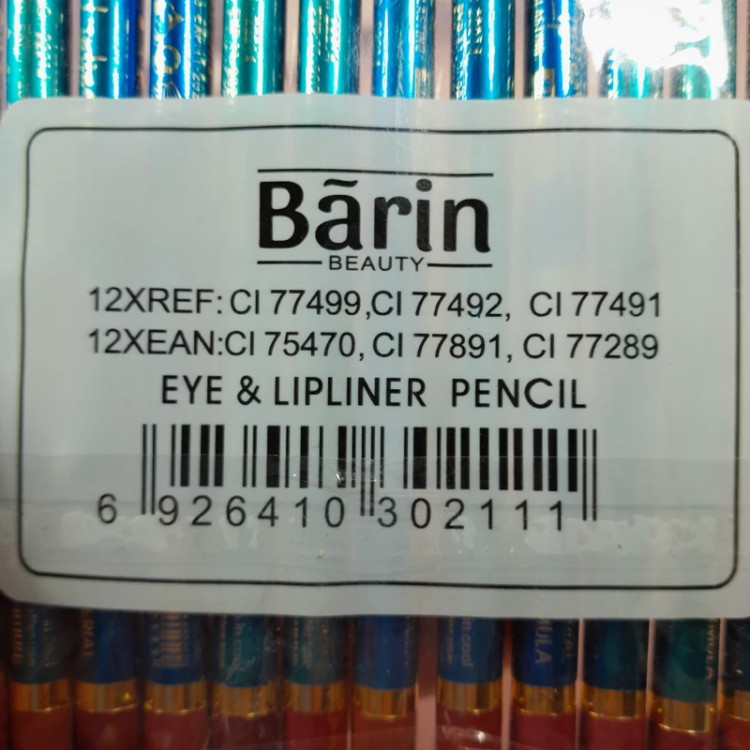 Bãrin
BEAUTY
12XREF: CI 77499,CI 77492, CI 77491
12XEAN:CI 75470, CI 77891, CI 77289
EYE & LIPLINER PENCIL
6 926410 302111